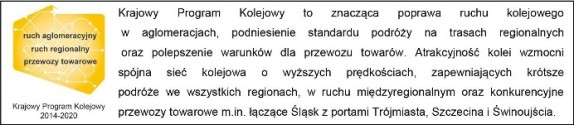 ruch aglomeracyjny
ruch regionalny
przewozy towarowe
Krajowy Program Kolejowy
2014-2020
Krajowy Program Kolejowy to znacząca poprawa ruchu kolejowego
w aglomeracjach, podniesienie standardu podróży na trasach regionalnych
oraz polepszenie warunków dla przewozu towarów. Atrakcyjność kolei wzmocni
spójna sieć kolejowa o wyższych prędkościach, zapewniających krótsze
podróże we wszystkich regionach, w ruchu międzyregionalnym oraz konkurencyjne
przewozy towarowe m.in. łączące Śląsk z portami Trójmiasta, Szczecina i Świnoujścia.